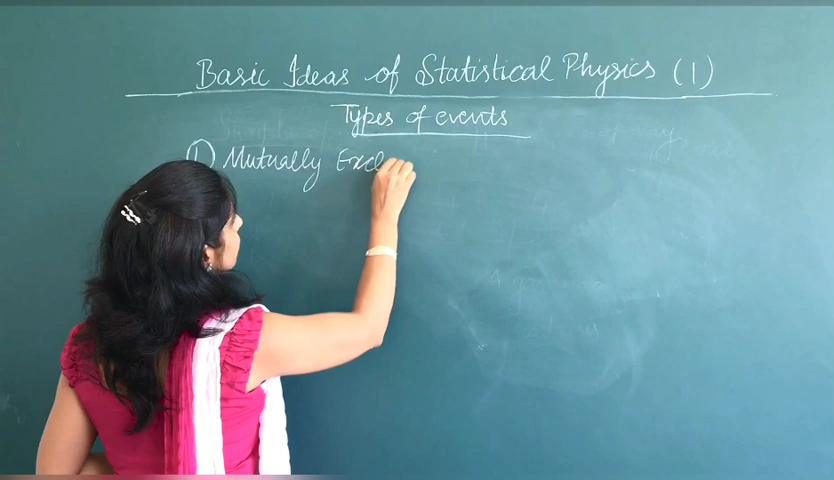 Basic Ideas of Statistical Physics (1)
Types of events
(1) Mutually Excl